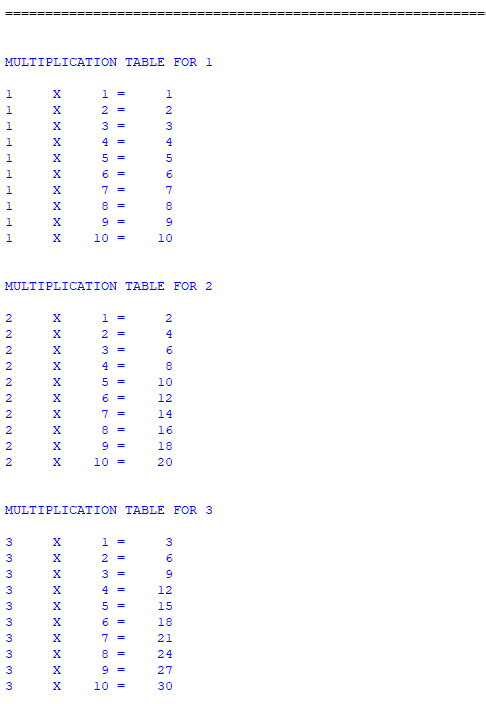 ============================================================
MULTIPLICATION TABLE FOR 1
1     X     1 =     1
1     X     2 =     2
1     X     3 =     3
1     X     4 =     4
1     X     5 =     5
1     X     6 =     6
1     X     7 =     7
1     X     8 =     8
1     X     9 =     9
1     X    10 =    10
MULTIPLICATION TABLE FOR 2
2     X     1 =     2
2     X     2 =     4
2     X     3 =     6
2     X     4 =     8
2     X     5 =    10
2     X     6 =    12
2     X     7 =    14
2     X     8 =    16
2     X     9 =    18
2     X    10 =    20
MULTIPLICATION TABLE FOR 3
3     X     1 =     3
3     X     2 =     6
3     X     3 =     9
3     X     4 =    12
3     X     5 =    15
3     X     6 =    18
3     X     7 =    21
3     X     8 =    24
3     X     9 =    27
3     X    10 =    30